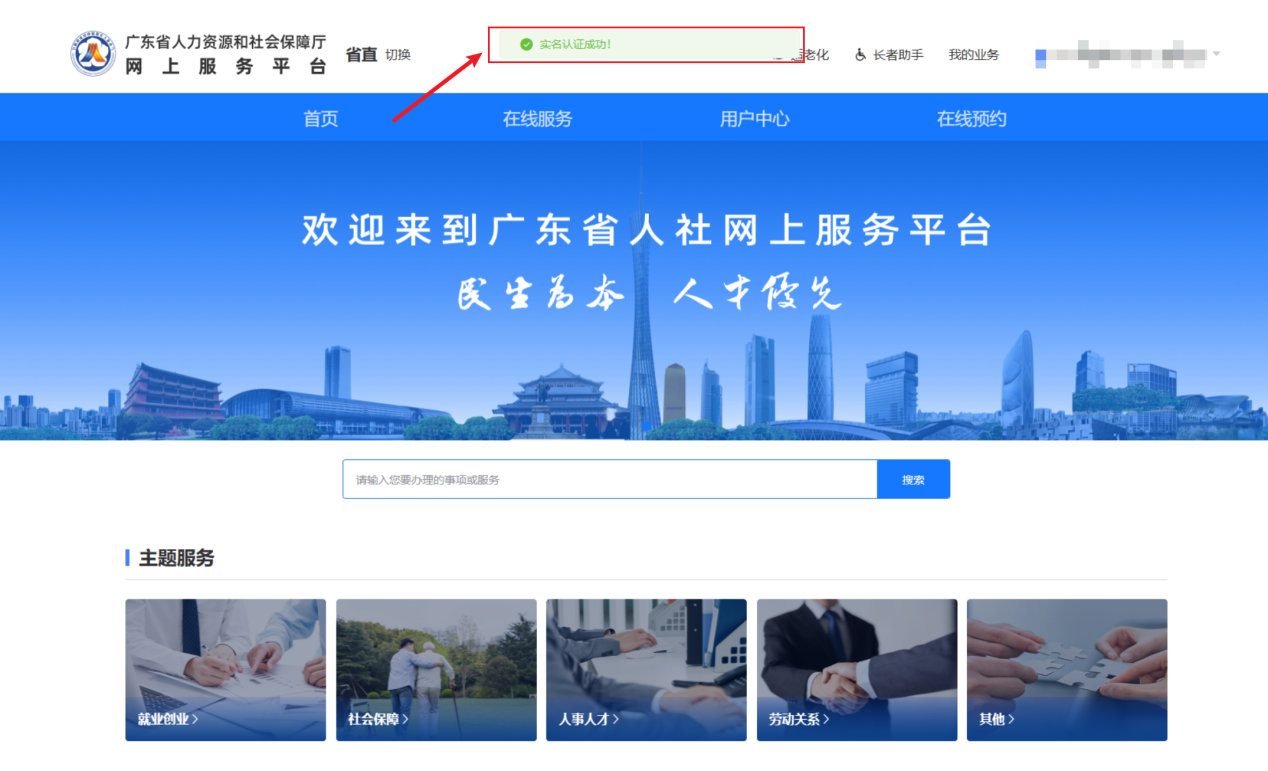 广东省人力资源和社会保障厅
网上服务平台
省直 切换
实名认证成功!
老化
长者助手
我的业务
首页
在线服务
用户中心
在线预约
欢迎来到广东省人社网上服务平台
民生为本 人才优先
请输入您要办理的事项或服务
搜索
主题服务
就业创业
社会保障
人事人才
劳动关系
其他